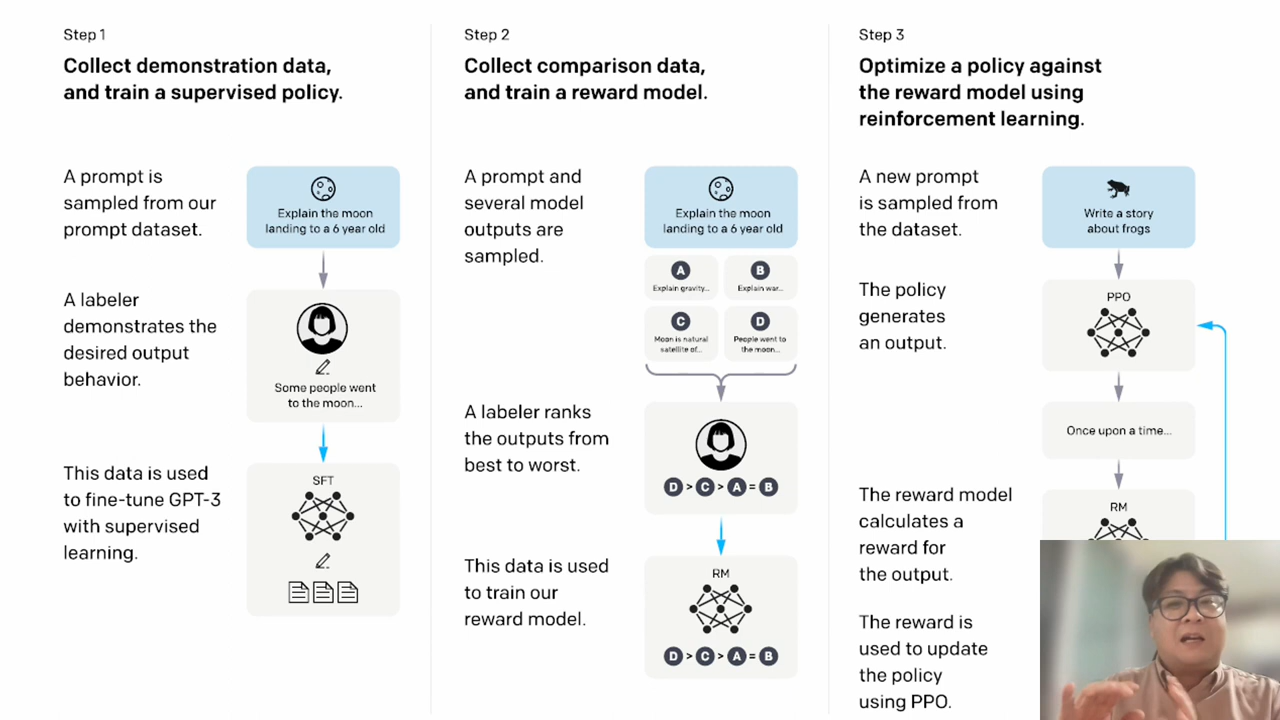 Step 1
Collect demonstration data,
and train a supervised policy.
A prompt is
sampled from our
prompt dataset.
Explain the moon
landing to a 6 year old
A labeler
demonstrates the
desired output
behavior.
Some people went
to the moon...
This data is used
to fine-tune GPT-3
with supervised
learning.
SFT
Step 2
Collect comparison data,
and train a reward model.
A prompt and
several model
outputs are
sampled.
Explain the moon
landing to a 6 year old
A
Explain gravity...
B
Explain war...
C
Moon is natural
satellite of...
D
People went to
the moon...
A labeler ranks
the outputs from
best to worst.
D > C > A = B
This data is used
to train our
reward model.
RM
D > C > A = B
Step 3
Optimize a policy against
the reward model using
reinforcement learning.
A new prompt
is sampled from
the dataset.
Write a story
about frogs
The policy
generates
an output.
PPO
Once upon a time...
The reward model
calculates a
reward for
the output.
RM
The reward is
used to update
the policy
using PPO.